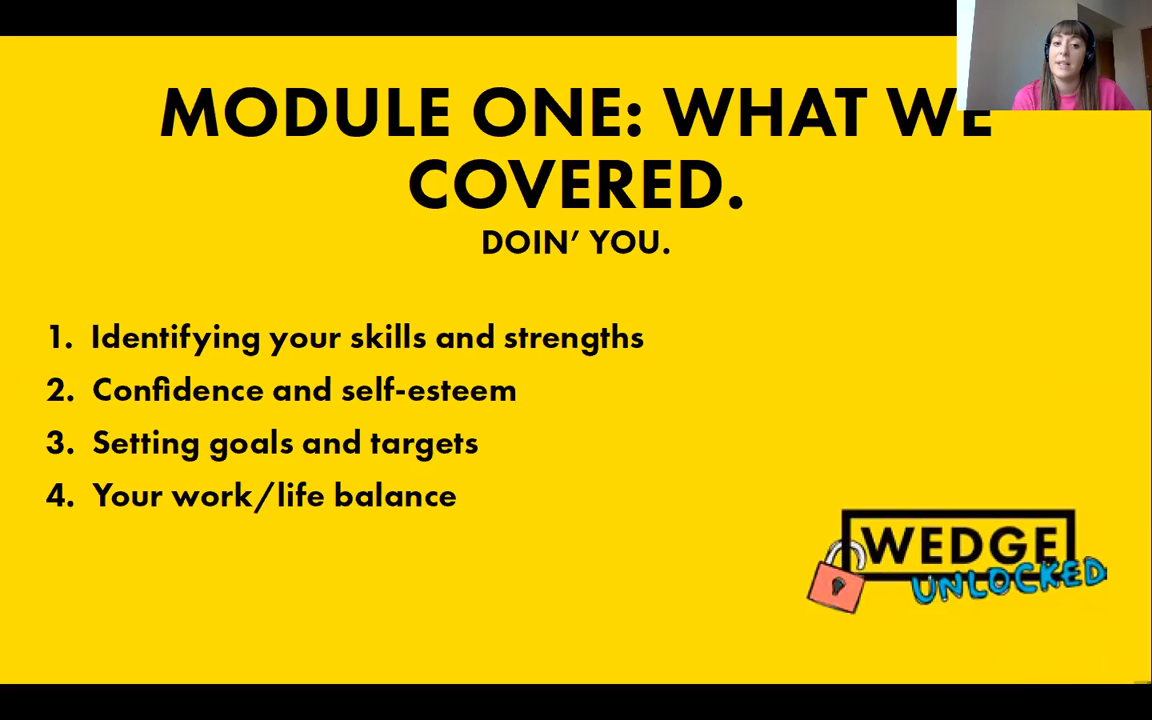 MODULE ONE: WHAT WE
COVERED.
DOIN’ YOU.
1. Identifying your skills and strengths
2. Confidence and self-esteem
3. Setting goals and targets
4. Your work/life balance
WEDGE
UNLOCKED